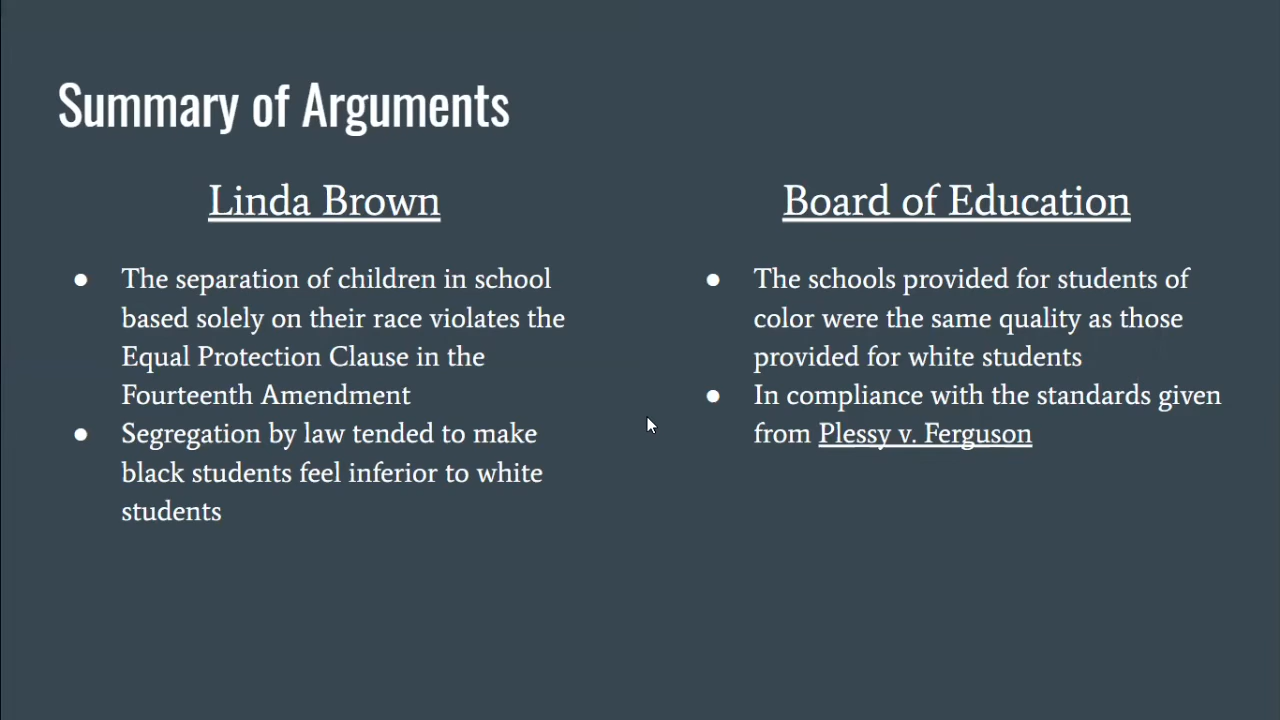 Summary of Arguments
Linda Brown
● The separation of children in school
based solely on their race violates the
Equal Protection Clause in the
Fourteenth Amendment
● Segregation by law tended to make
black students feel inferior to white
students
Board of Education
● The schools provided for students of
color were the same quality as those
provided for white students
● In compliance with the standards given
from Plessy v. Ferguson